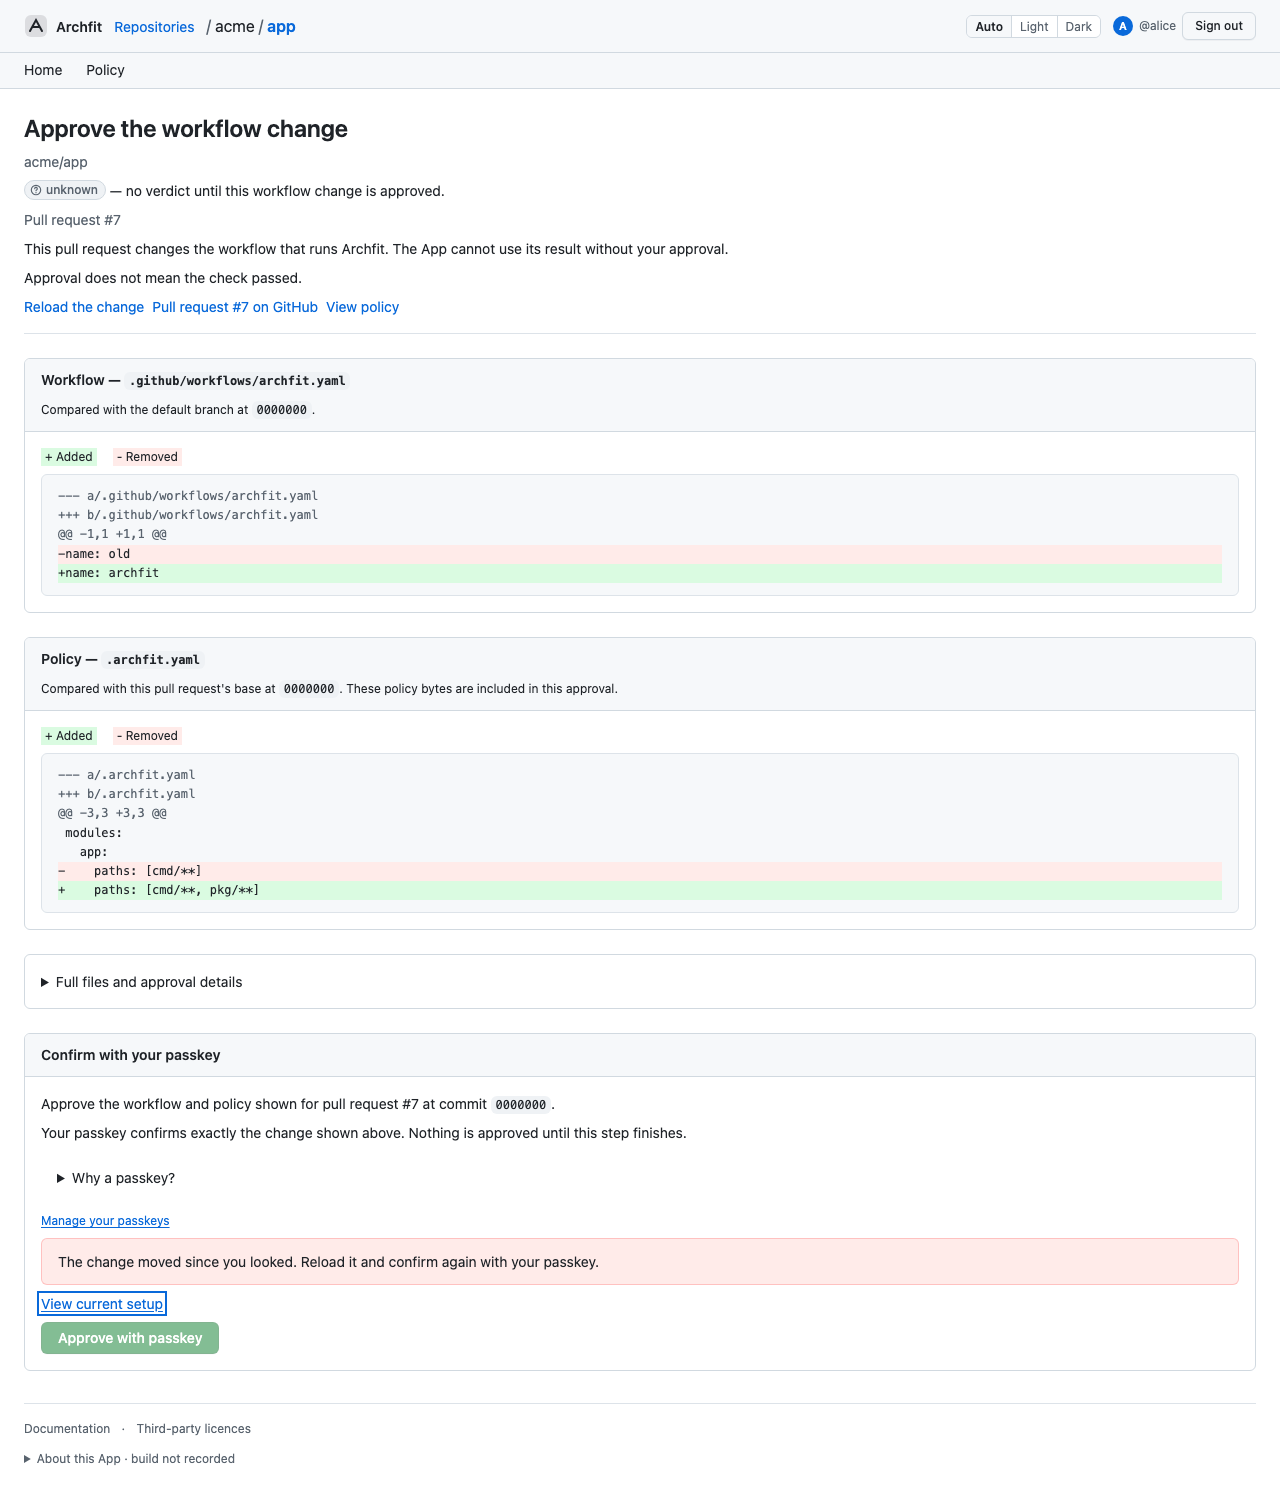 Archfit Repositories / acme / app Auto Light Dark A @alice Sign out
Home Policy
Approve the workflow change
acme/app
unknown — no verdict until this workflow change is approved.
Pull request #7
This pull request changes the workflow that runs Archfit. The App cannot use its result without your approval.
Approval does not mean the check passed.
Reload the change Pull request #7 on GitHub View policy
Workflow — .github/workflows/archfit.yaml
Compared with the default branch at 0000000.
+ Added - Removed
--- a/.github/workflows/archfit.yaml
+++ b/.github/workflows/archfit.yaml
@@ -1,1 +1,1 @@
-name: old
+name: archfit
Policy — .archfit.yaml
Compared with this pull request's base at 0000000. These policy bytes are included in this approval.
+ Added - Removed
--- a/.archfit.yaml
+++ b/.archfit.yaml
@@ -3,3 +3,3 @@
 modules:
   app:
-    paths: [cmd/**]
+    paths: [cmd/**, pkg/**]
Full files and approval details
Confirm with your passkey
Approve the workflow and policy shown for pull request #7 at commit 0000000.
Your passkey confirms exactly the change shown above. Nothing is approved until this step finishes.
Why a passkey?
Manage your passkeys
The change moved since you looked. Reload it and confirm again with your passkey.
View current setup
Approve with passkey
Documentation · Third-party licences
About this App · build not recorded